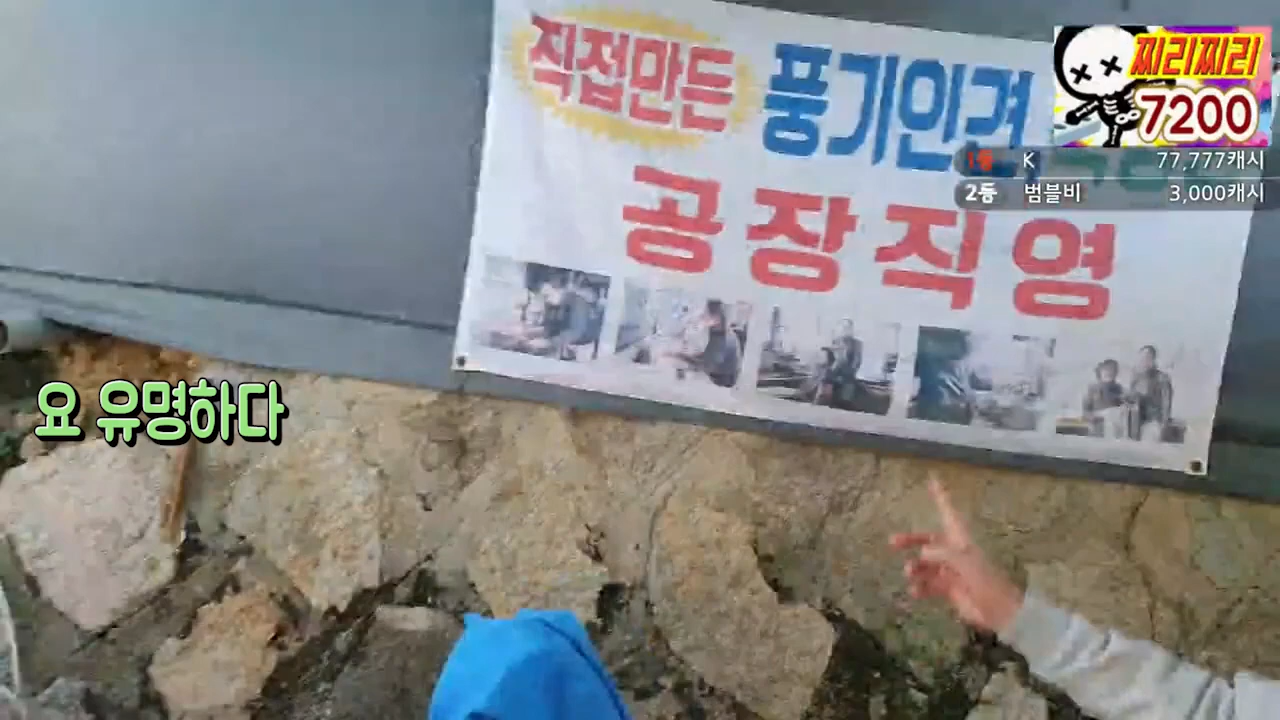 직접만든 풍기인견
공장직영
찌리찌리
7200
1등 K 77,777캐시
2등 범블비 3,000캐시
요 유명하다